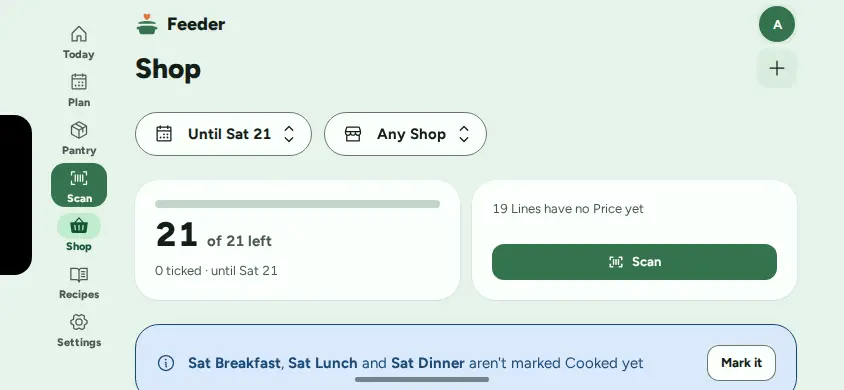 Today
Plan
Pantry
Scan
Shop
Recipes
Settings
Feeder
A
Shop
Until Sat 21
Any Shop
21 of 21 left
0 ticked · until Sat 21
19 Lines have no Price yet
Scan
Sat Breakfast, Sat Lunch and Sat Dinner aren't marked Cooked yet
Mark it